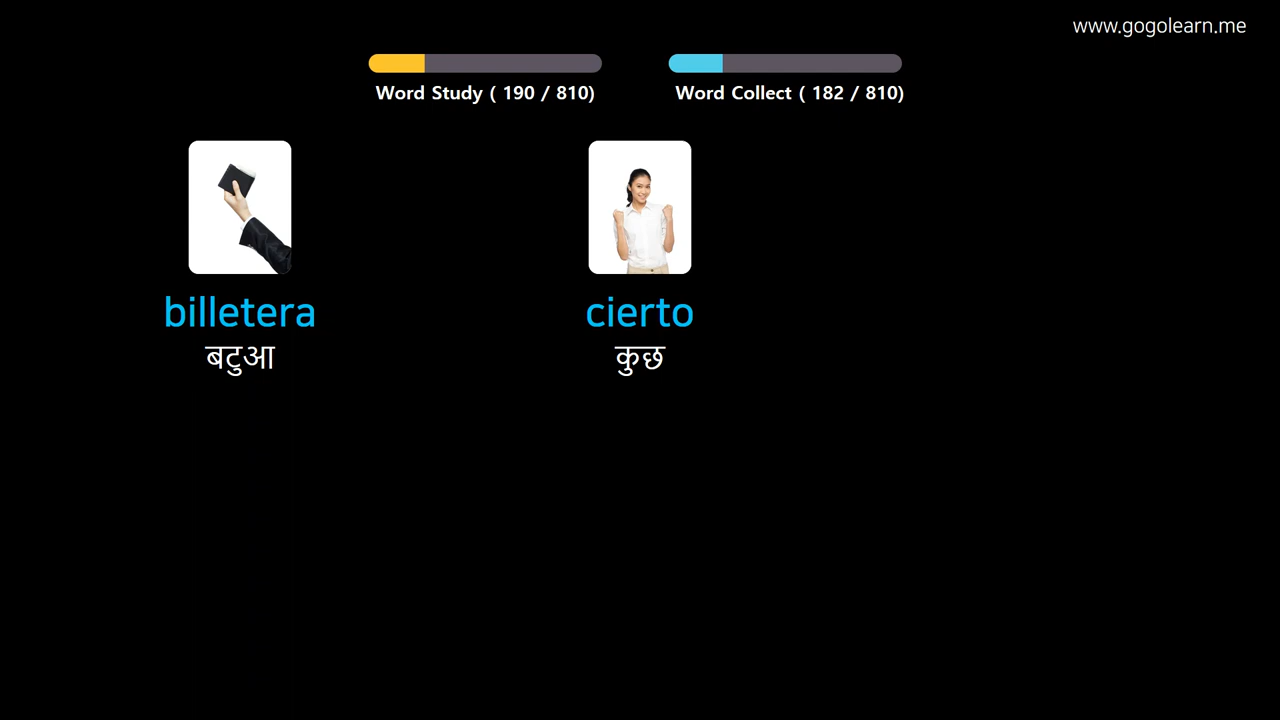 www.gogolearn.me
Word Study ( 190 / 810)
Word Collect ( 182 / 810)
billetera
बटुआ
cierto
कुछ